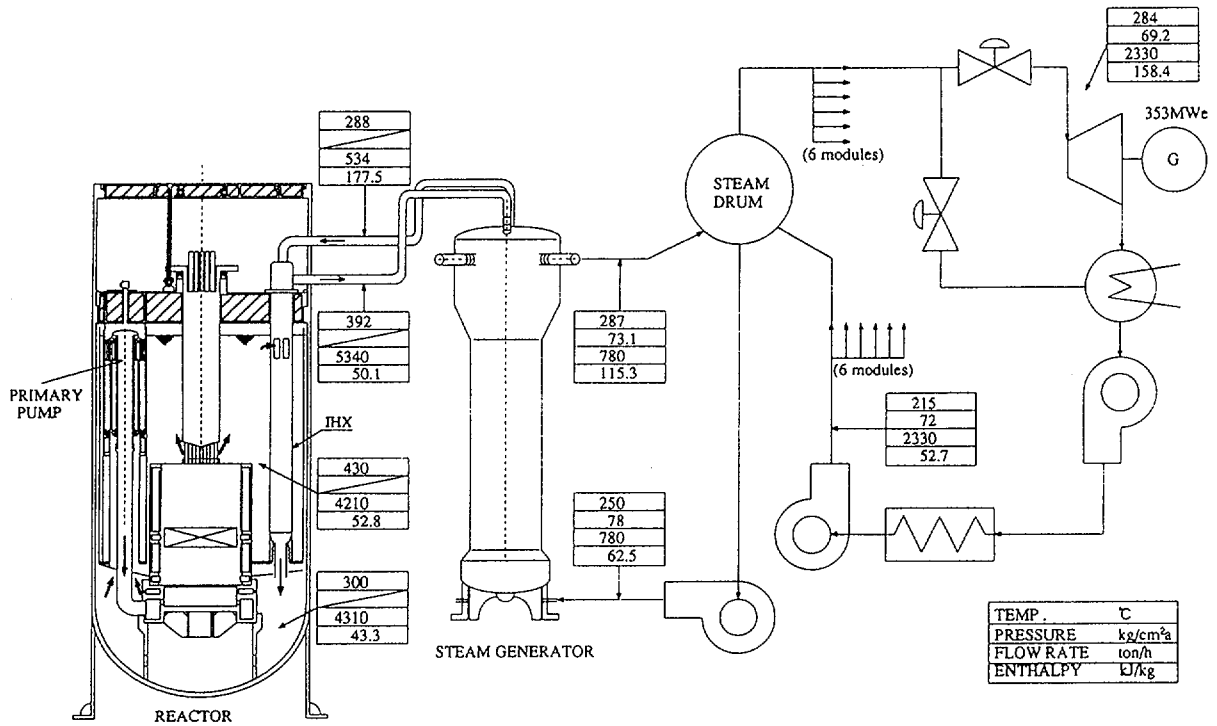 284
69.2
2330
158.4
353MWe
G
288
534
177.5
(6 modules)
STEAM
DRUM
392
5340
50.1
287
73.1
780
115.3
(6 modules)
PRIMARY
PUMP
IHX
215
72
2330
52.7
430
4210
52.8
250
78
780
62.5
300
4310
43.3
STEAM GENERATOR
REACTOR
TEMP. ℃
PRESSURE kg/cm²a
FLOW RATE ton/h
ENTHALPY kJ/kg